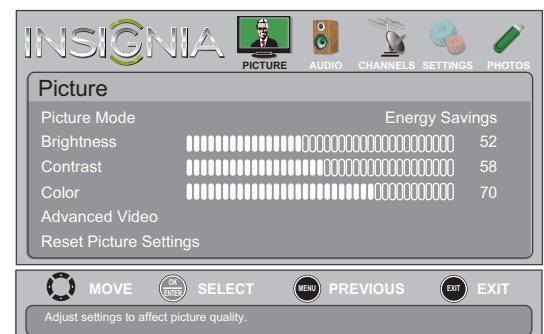 INSIGNIA
PICTURE AUDIO CHANNELS SETTINGS PHOTOS
Picture
Picture Mode Energy Savings
Brightness 52
Contrast 58
Color 70
Advanced Video
Reset Picture Settings
MOVE OK ENTER SELECT MENU PREVIOUS EXIT EXIT
Adjust settings to affect picture quality.